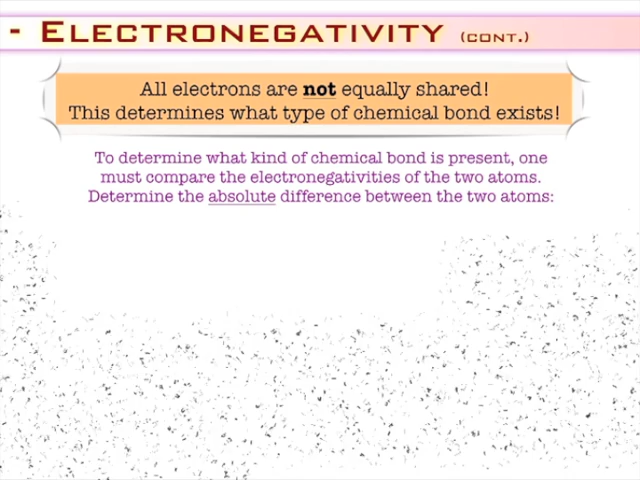 - Electronegativity (cont.)
All electrons are not equally shared!
This determines what type of chemical bond exists!
To determine what kind of chemical bond is present, one
must compare the electronegativities of the two atoms.
Determine the absolute difference between the two atoms: